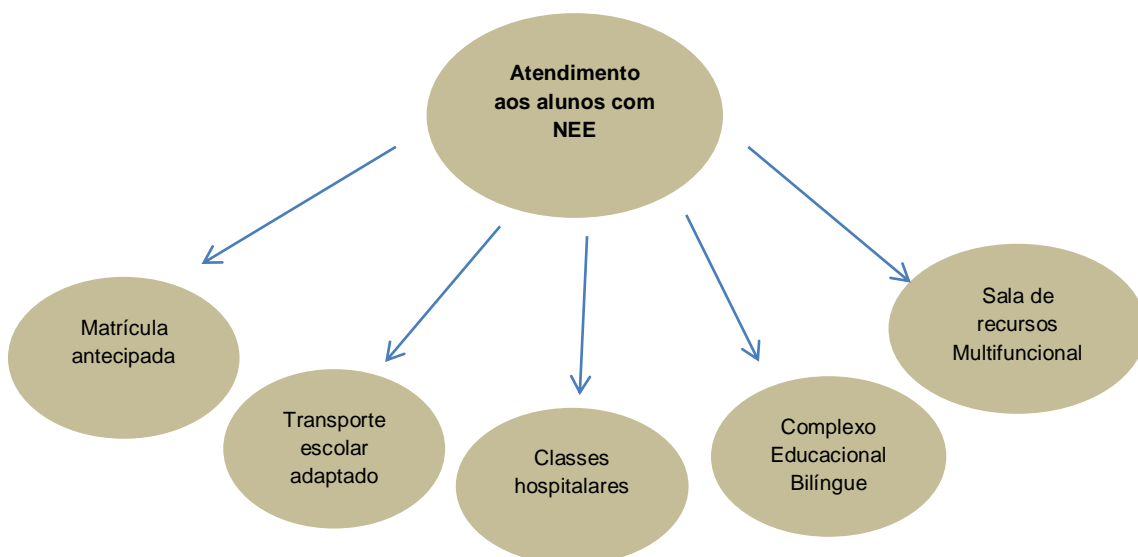 Atendimento
aos alunos com
NEE
Matrícula
antecipada
Transporte
escolar
adaptado
Classes
hospitalares
Complexo
Educacional
Bilíngue
Sala de
recursos
Multifuncional